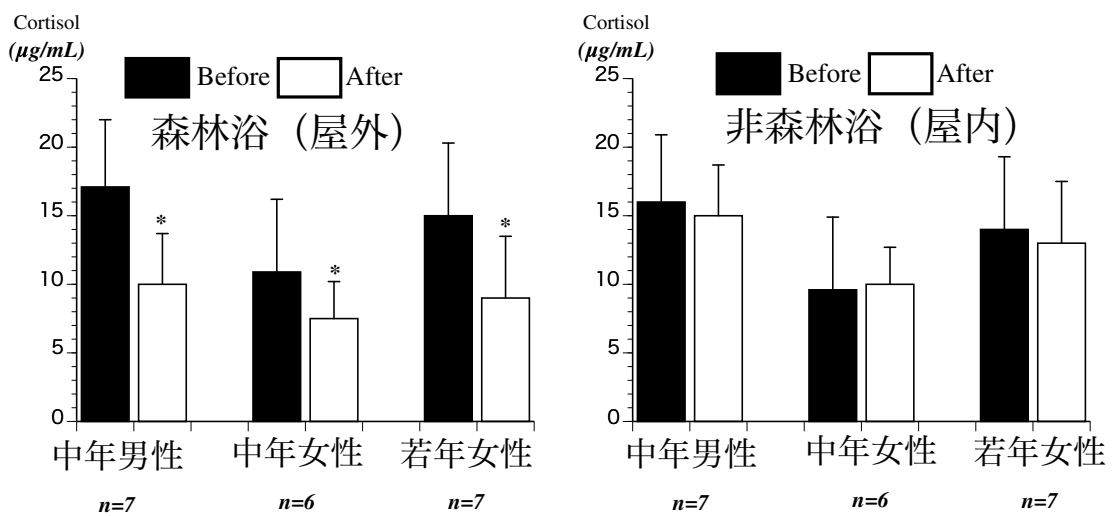 Cortisol
(µg/mL)
25
20
15
10
5
0
Before
After
森林浴（屋外）
*
*
*
中年男性
中年女性
若年女性
n=7
n=6
n=7
Cortisol
(µg/mL)
25
20
15
10
5
0
Before
After
非森林浴（屋内）
中年男性
中年女性
若年女性
n=7
n=6
n=7